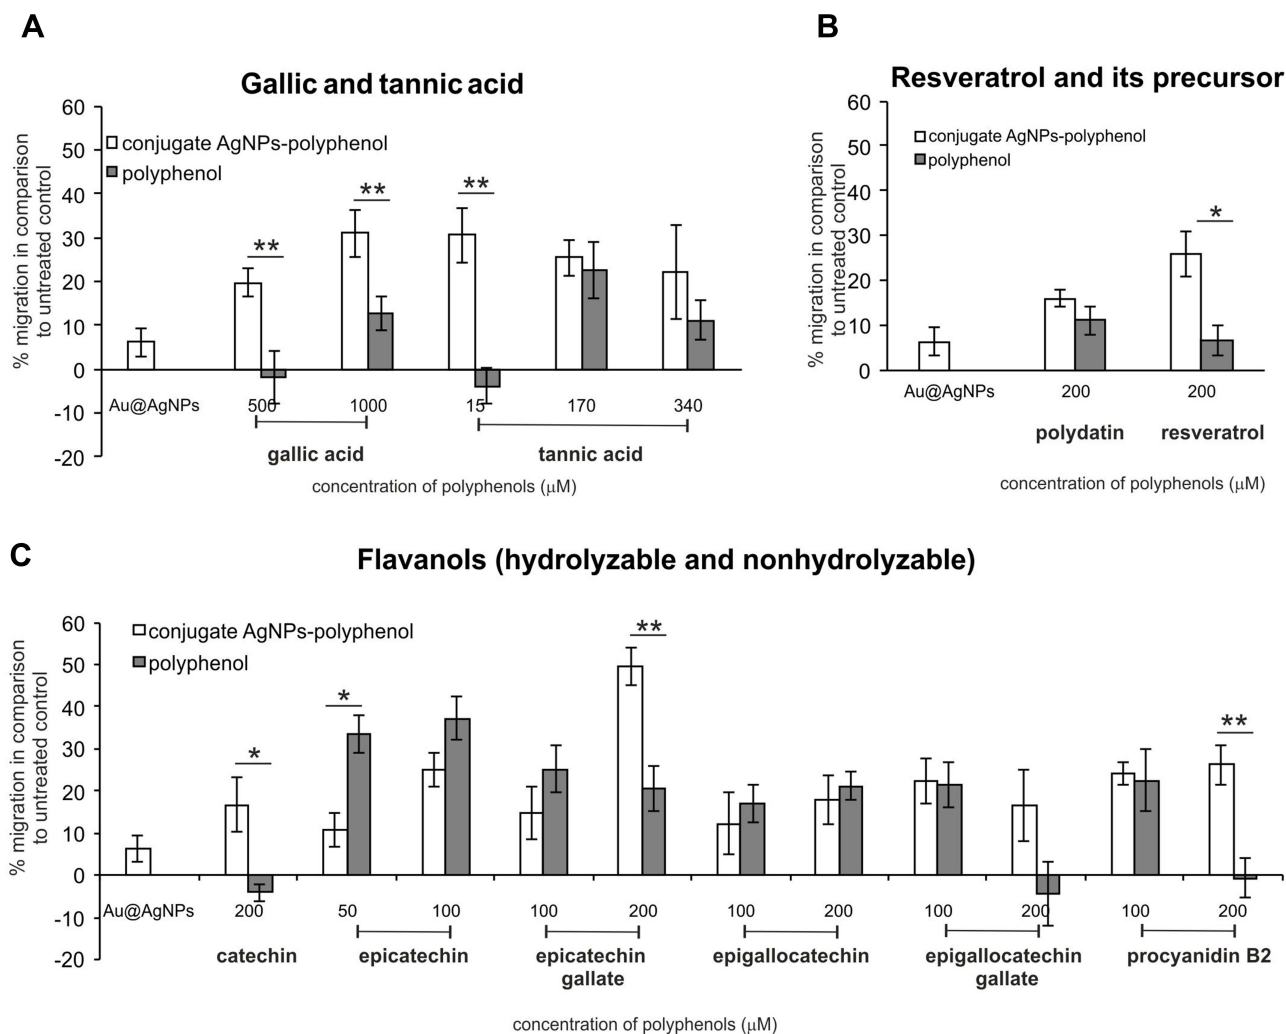 A
Gallic and tannic acid
% migration in comparison
to untreated control
60
50
40
30
20
10
0
-10
-20
conjugate AgNPs-polyphenol
polyphenol
** ** **
Au@AgNPs 500 1000 15 170 340
gallic acid tannic acid
concentration of polyphenols (μM)
B
Resveratrol and its precursor
% migration in comparison
to untreated control
60
50
40
30
20
10
0
conjugate AgNPs-polyphenol
polyphenol
*
Au@AgNPs 200 200
polydatin resveratrol
concentration of polyphenols (μM)
C
Flavanols (hydrolyzable and nonhydrolyzable)
% migration in comparison
to untreated control
60
50
40
30
20
10
0
-10
-20
conjugate AgNPs-polyphenol
polyphenol
* * ** **
Au@AgNPs 200 50 100 100 200 100 200 100 200 100 200
catechin epicatechin epicatechin epigallocatechin epigallocatechin procyanidin B2
gallate gallate
concentration of polyphenols (μM)